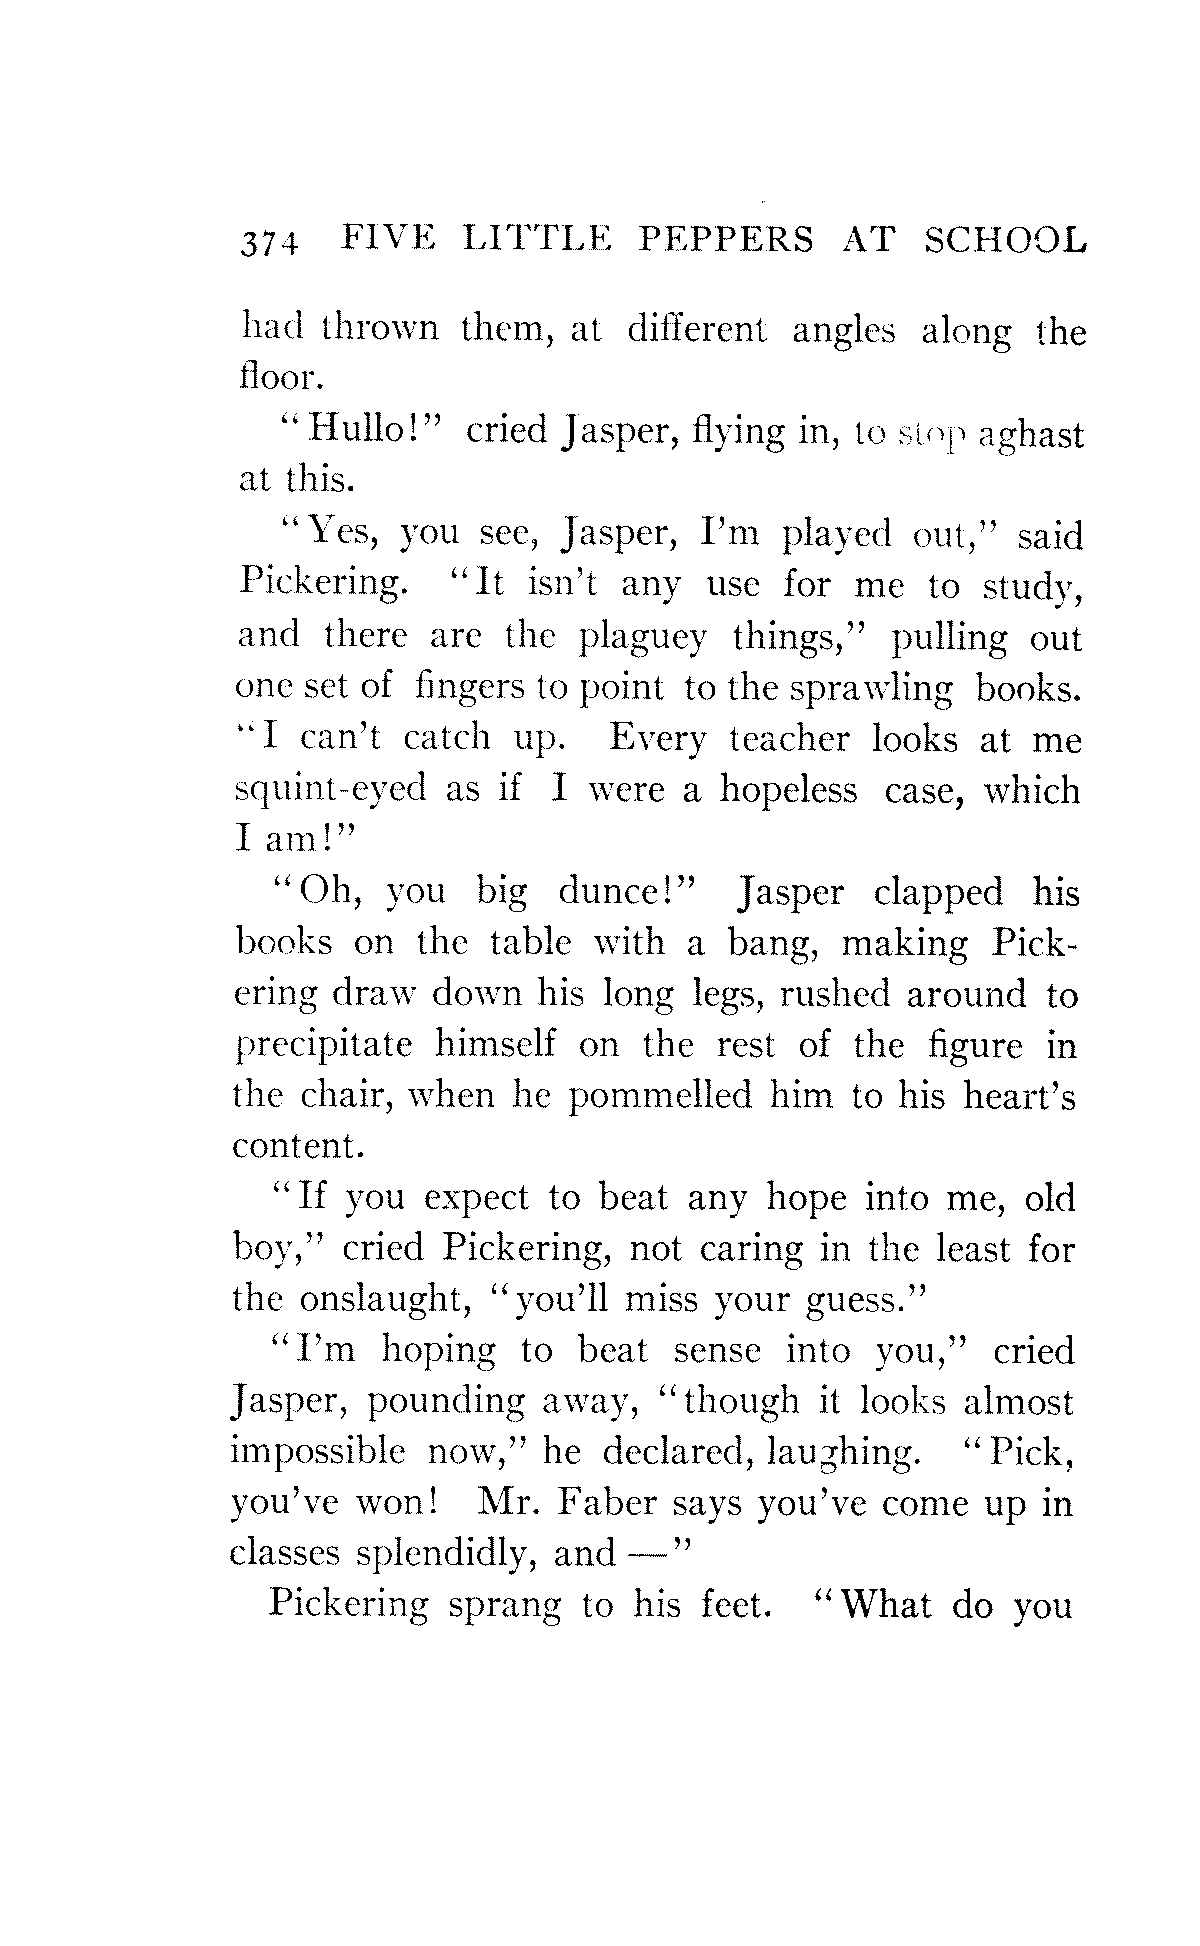 374 FIVE LITTLE PEPPERS AT SCHOOL
had thrown them, at different angles along the
floor.
"Hullo!" cried Jasper, flying in, to stop aghast
at this.
"Yes, you see, Jasper, I'm played out," said
Pickering. "It isn't any use for me to study,
and there are the plaguey things," pulling out
one set of fingers to point to the sprawling books.
"I can't catch up. Every teacher looks at me
squint-eyed as if I were a hopeless case, which
I am!"
"Oh, you big dunce!" Jasper clapped his
books on the table with a bang, making Pick-
ering draw down his long legs, rushed around to
precipitate himself on the rest of the figure in
the chair, when he pommelled him to his heart's
content.
"If you expect to beat any hope into me, old
boy," cried Pickering, not caring in the least for
the onslaught, "you'll miss your guess."
"I'm hoping to beat sense into you," cried
Jasper, pounding away, "though it looks almost
impossible now," he declared, laughing. "Pick,
you've won! Mr. Faber says you've come up in
classes splendidly, and —"
Pickering sprang to his feet. "What do you